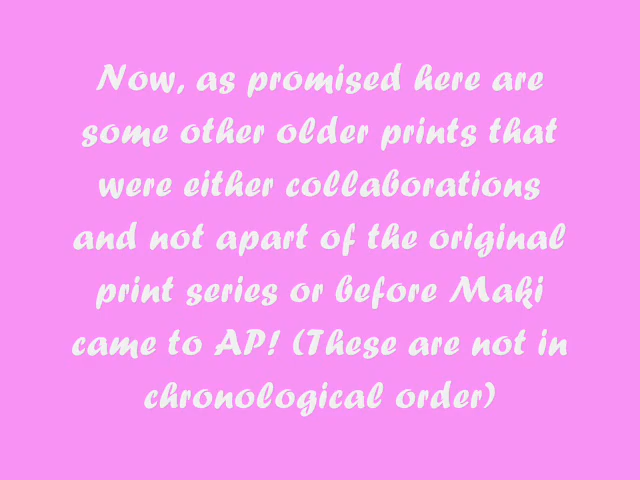 Now, as promised here are
some other older prints that
were either collaborations
and not apart of the original
print series or before Maki
came to AP! (These are not in
chronological order)